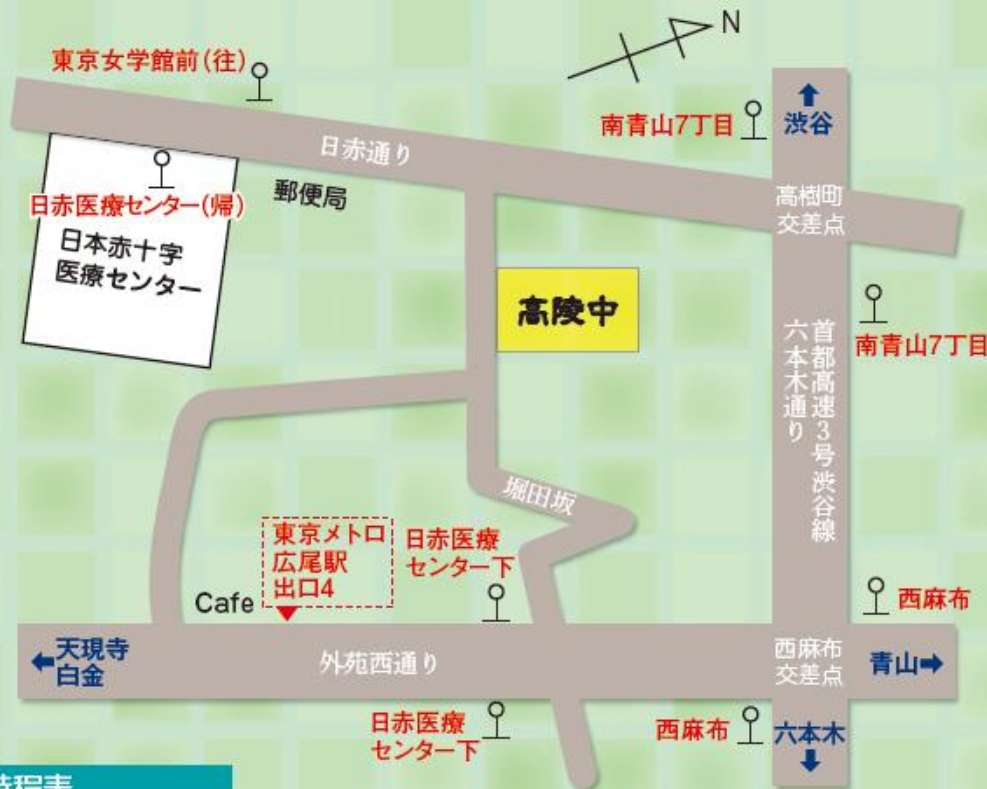 N
東京女学館前(往)
南青山7丁目
渋谷
日赤通り
日赤医療センター(帰)
郵便局
高樹町
交差点
日本赤十字
医療センター
高陵中
南青山7丁目
首都高速3号渋谷線
六本木通り
堀田坂
東京メトロ
広尾駅
出口4
日赤医療
センター下
Cafe
西麻布
天現寺
白金
外苑西通り
西麻布
交差点
青山
日赤医療
センター下
西麻布
六本木